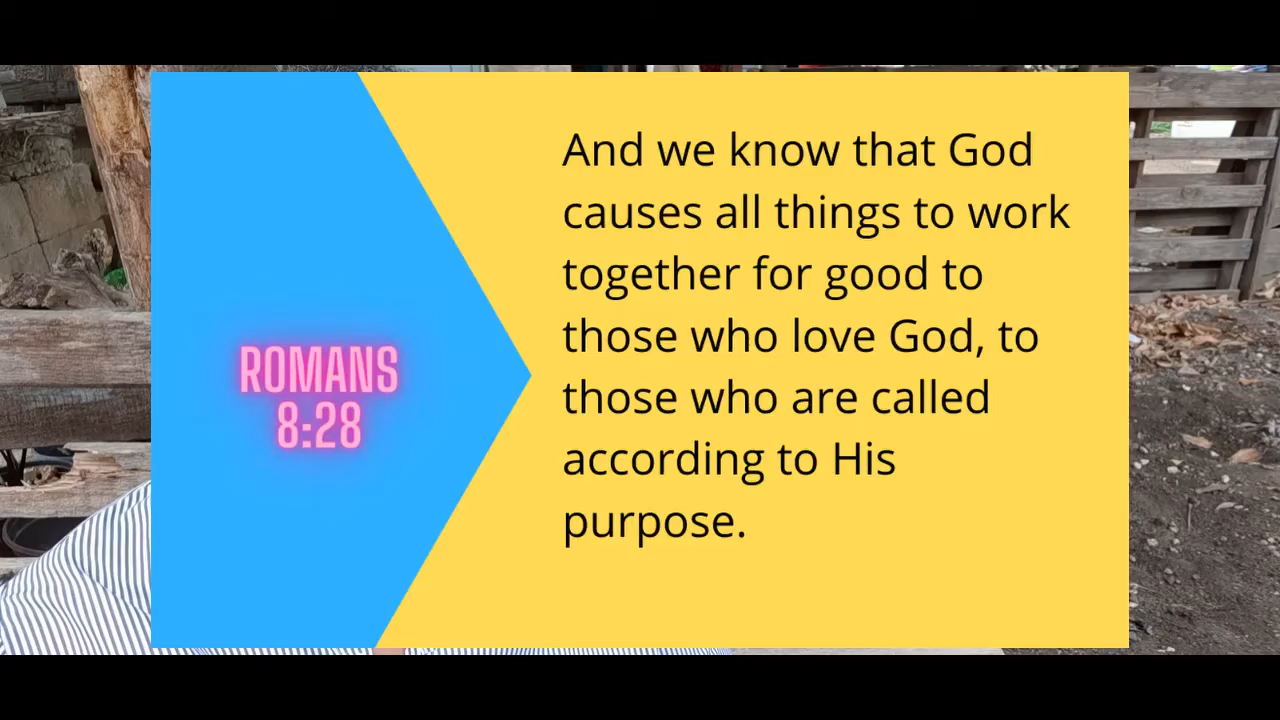 ROMANS
8:28
And we know that God
causes all things to work
together for good to
those who love God, to
those who are called
according to His
purpose.